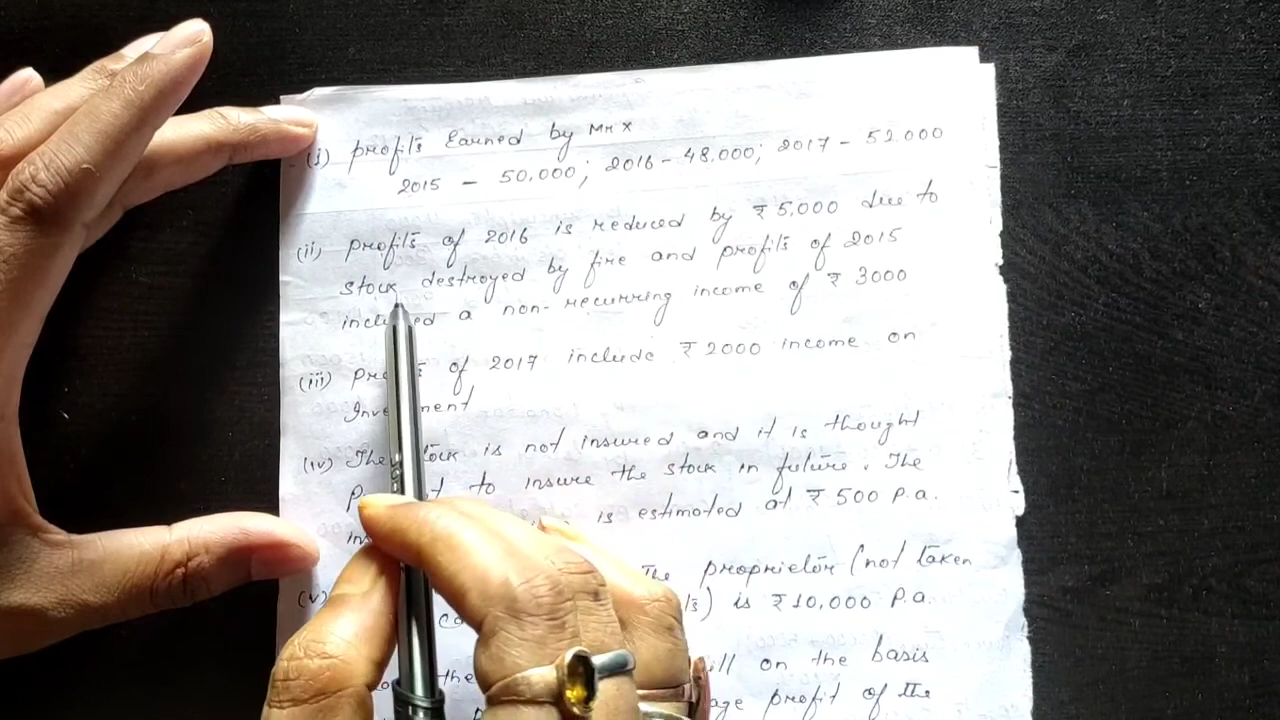 (i) profits Earned by Mr X
2015 - 50,000; 2016 - 48,000; 2017 - 52,000
(ii) profits of 2016 is reduced by ₹ 5,000 due to
stock destroyed by fire and profits of 2015
included a non-recurring income of ₹ 3000
(iii) of 2017 include ₹ 2000 income on
(iv) The is not insured and it is thought
to insure the stock in future. The
is estimated at ₹ 500 P.a.
(v) The proprietor (not taken
is ₹ 10,000 P.a.
the on the basis
profit of the